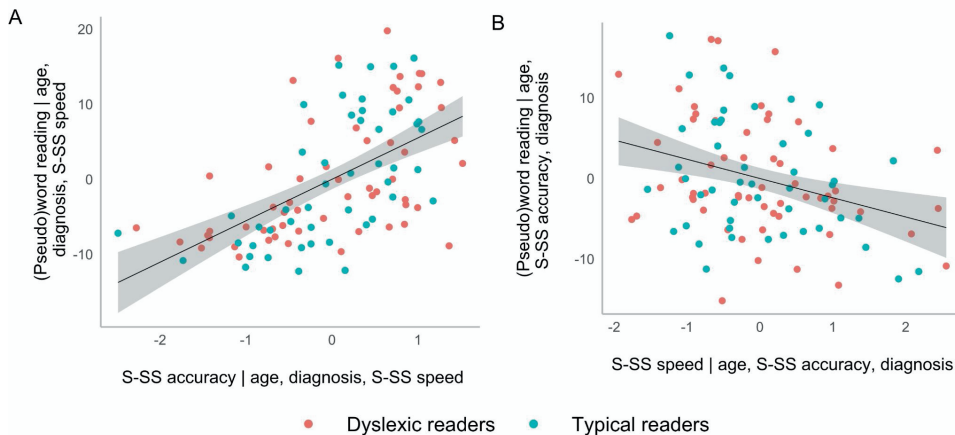 A
(Pseudo)word reading | age,
diagnosis, S-SS speed
20
10
0
-10
-2
-1
0
1
S-SS accuracy | age, diagnosis, S-SS speed
B
(Pseudo)word reading | age,
S-SS accuracy, diagnosis
10
0
-10
-2
-1
0
1
2
S-SS speed | age, S-SS accuracy, diagnosis
Dyslexic readers
Typical readers